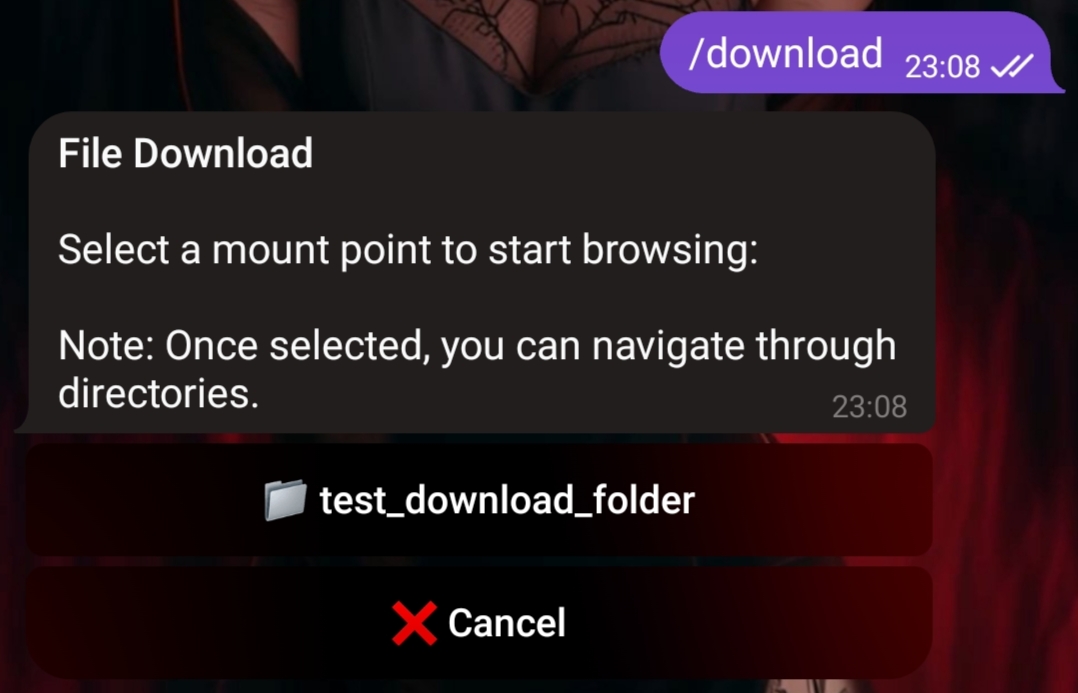 /download 23:08
File Download
Select a mount point to start browsing:
Note: Once selected, you can navigate through
directories.
23:08
test_download_folder
Cancel